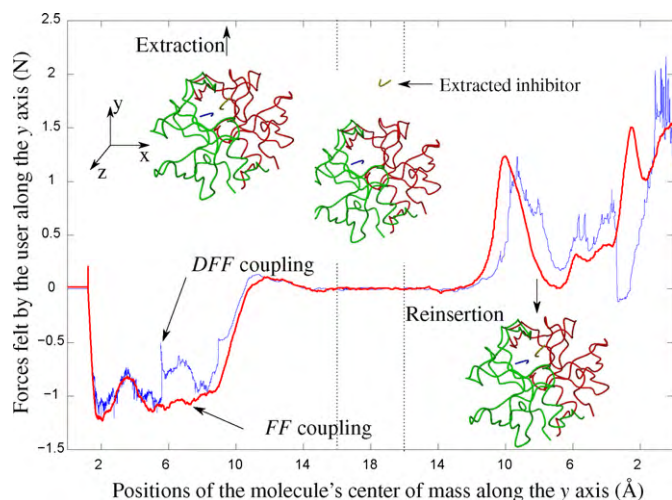 Forces felt by the user along the y axis (N)
2.5
2
1.5
1
0.5
0
−0.5
−1
−1.5
Extraction
y
x
z
Extracted inhibitor
DFF coupling
FF coupling
Reinsertion
2 6 10 14 18 18 14 10 6 2
0
Positions of the molecule's center of mass along the y axis (Å)